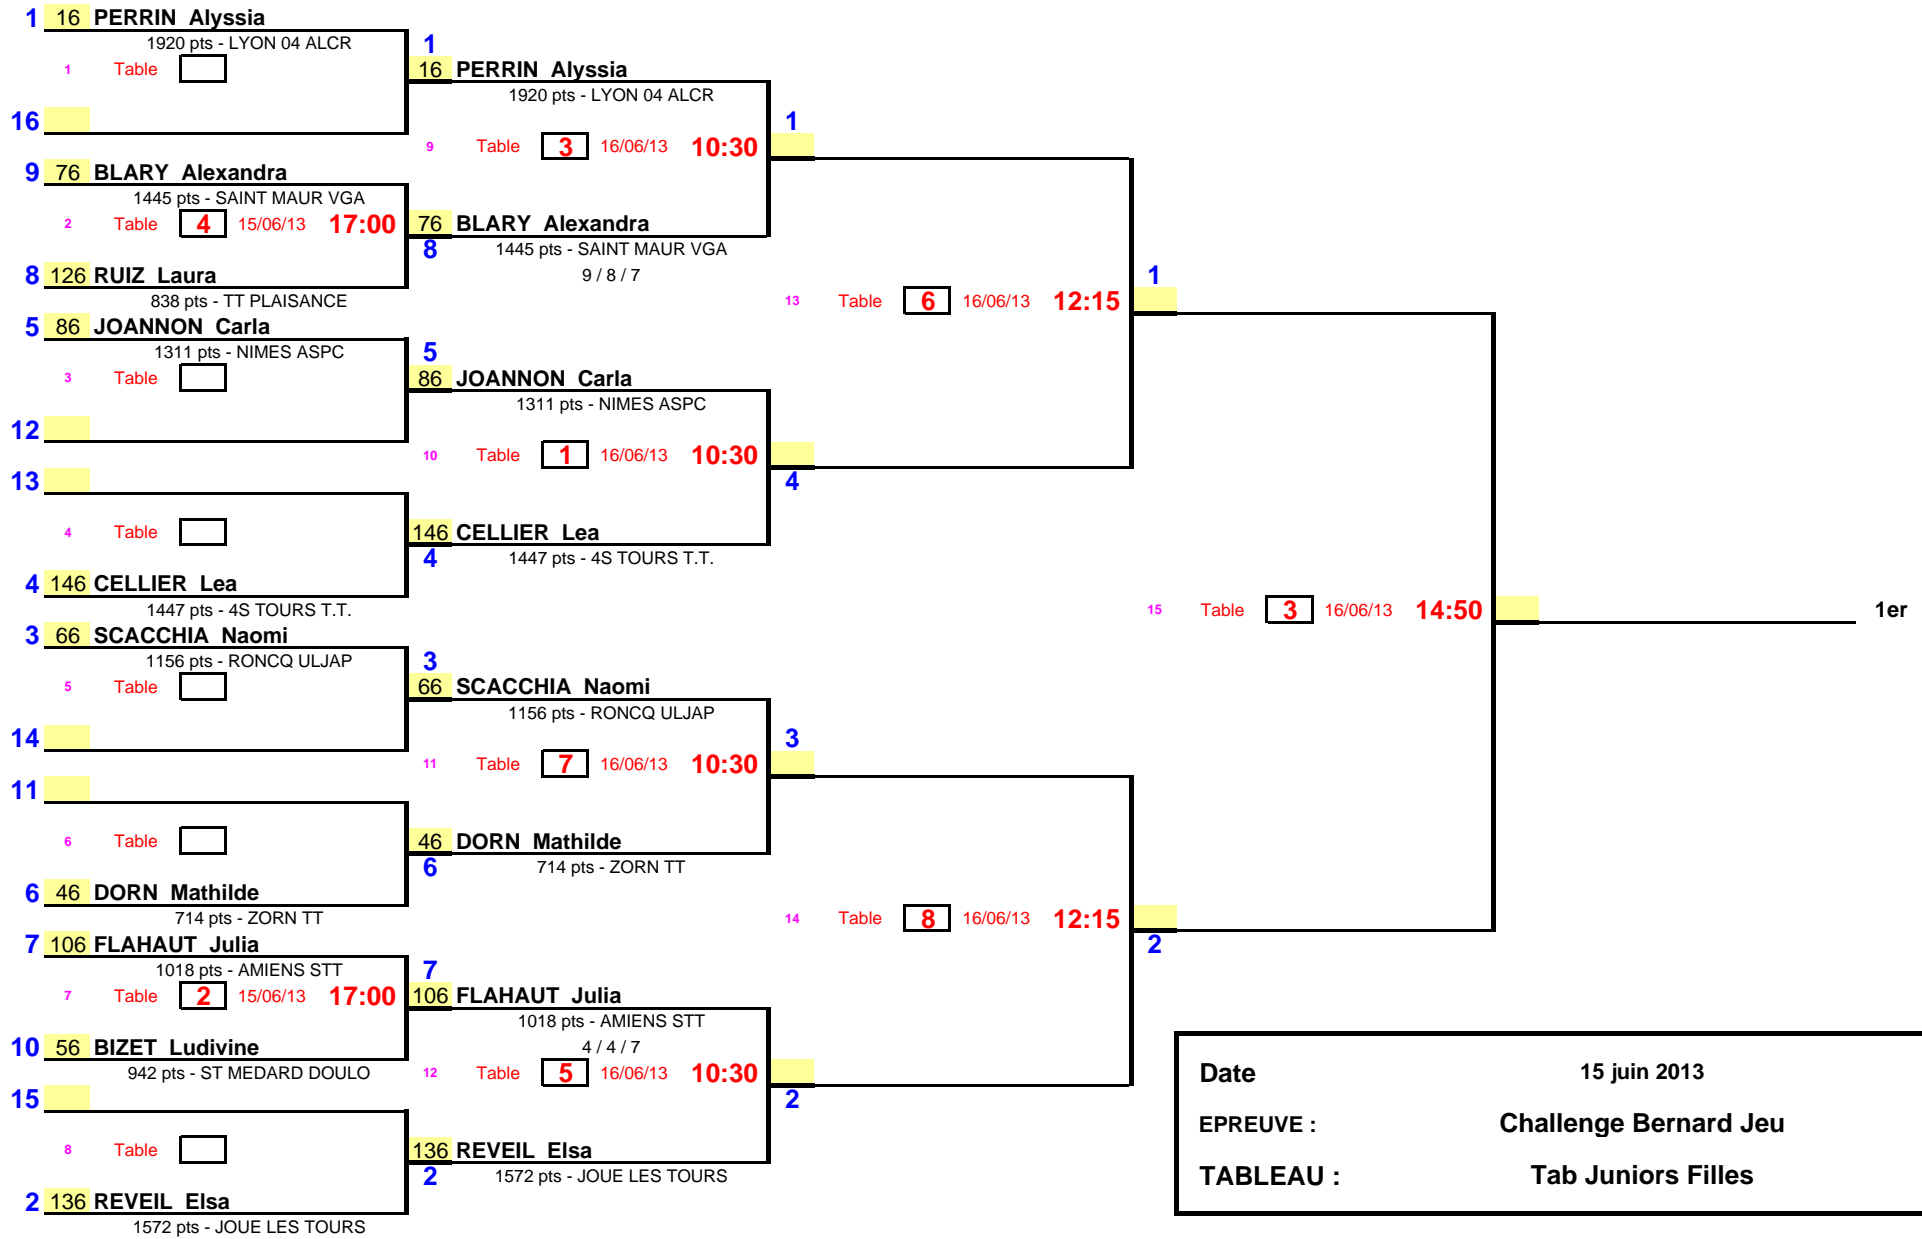 1 16 PERRIN Alyssia
1920 pts - LYON 04 ALCR
1 Table
16
9 76 BLARY Alexandra
1445 pts - SAINT MAUR VGA
2 Table 4 15/06/13 17:00
8 126 RUIZ Laura
838 pts - TT PLAISANCE
5 86 JOANNON Carla
1311 pts - NIMES ASPC
3 Table
12
13
4 Table
4 146 CELLIER Lea
1447 pts - 4S TOURS T.T.
3 66 SCACCHIA Naomi
1156 pts - RONCQ ULJAP
5 Table
14
11
6 Table
6 46 DORN Mathilde
714 pts - ZORN TT
7 106 FLAHAUT Julia
1018 pts - AMIENS STT
7 Table 2 15/06/13 17:00
10 56 BIZET Ludivine
942 pts - ST MEDARD DOULO
15
8 Table
2 136 REVEIL Elsa
1572 pts - JOUE LES TOURS
1
16 PERRIN Alyssia
1920 pts - LYON 04 ALCR
9 Table 3 16/06/13 10:30
76 BLARY Alexandra
8
1445 pts - SAINT MAUR VGA
9 / 8 / 7
5
86 JOANNON Carla
1311 pts - NIMES ASPC
10 Table 1 16/06/13 10:30
146 CELLIER Lea
4
1447 pts - 4S TOURS T.T.
3
66 SCACCHIA Naomi
1156 pts - RONCQ ULJAP
11 Table 7 16/06/13 10:30
46 DORN Mathilde
6
714 pts - ZORN TT
7
106 FLAHAUT Julia
1018 pts - AMIENS STT
4 / 4 / 7
12 Table 5 16/06/13 10:30
136 REVEIL Elsa
2
1572 pts - JOUE LES TOURS
1
13 Table 6 16/06/13 12:15
4
3
14 Table 8 16/06/13 12:15
2
1
15 Table 3 16/06/13 14:50
2
1er
Date 15 juin 2013
EPREUVE : Challenge Bernard Jeu
TABLEAU : Tab Juniors Filles